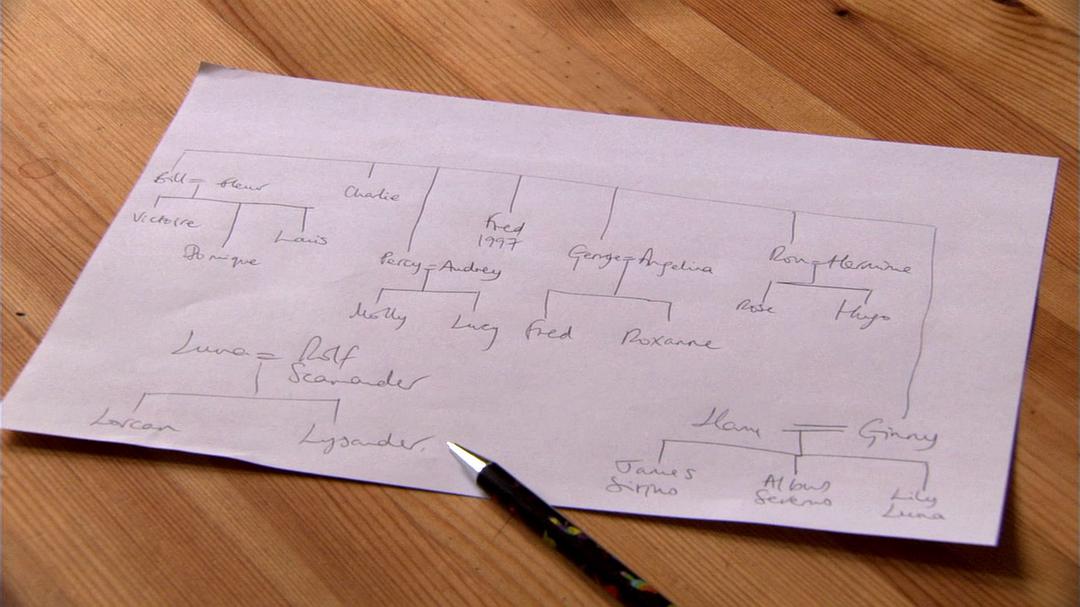 Bill = Fleur
Charlie
Victoire
Dominique
Louis
Fred
1997
Percy = Audrey
George = Angelina
Ron = Hermione
Molly
Lucy
Fred
Roxanne
Rose
Hugo
Luna = Rolf
Scamander
Lorcan
Lysander.
Harry = Ginny
James
Sirius
Albus
Severus
Lily
Luna